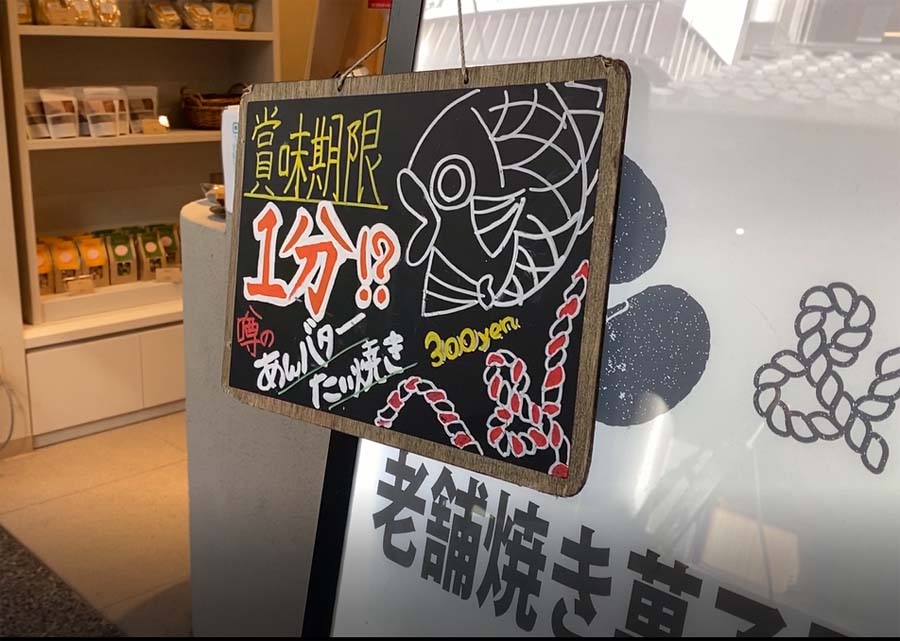 賞味期限
1分!?
噂の
あんバター
たい焼き
300yen
老舗焼き菓子